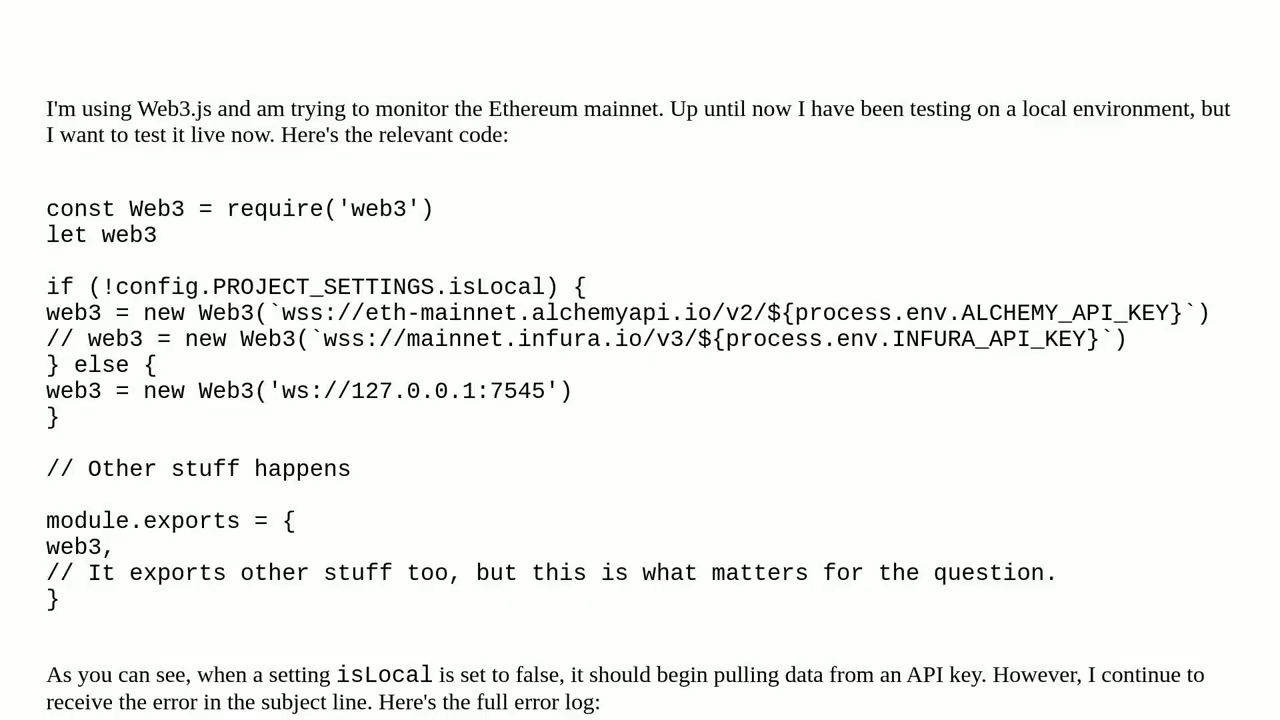 I'm using Web3.js and am trying to monitor the Ethereum mainnet. Up until now I have been testing on a local environment, but
I want to test it live now. Here's the relevant code:
const Web3 = require('web3')
let web3
if (!config.PROJECT_SETTINGS.isLocal) {
web3 = new Web3(`wss://eth-mainnet.alchemyapi.io/v2/${process.env.ALCHEMY_API_KEY}`)
// web3 = new Web3(`wss://mainnet.infura.io/v3/${process.env.INFURA_API_KEY}`)
} else {
web3 = new Web3('ws://127.0.0.1:7545')
}
// Other stuff happens
module.exports = {
web3,
// It exports other stuff too, but this is what matters for the question.
}
As you can see, when a setting isLocal is set to false, it should begin pulling data from an API key. However, I continue to
receive the error in the subject line. Here's the full error log: